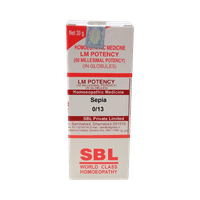 Net 30 g
HOMOEOPATHIC MEDICINE
LM POTENCY
(50 MILLESIMAL POTENCY)
(IN GLOBULES)
LM POTENCY
Homoeopathic Medicine
Sepia
0/13
SBL Private Limited
SBL
WORLD CLASS
HOMOEOPATHY